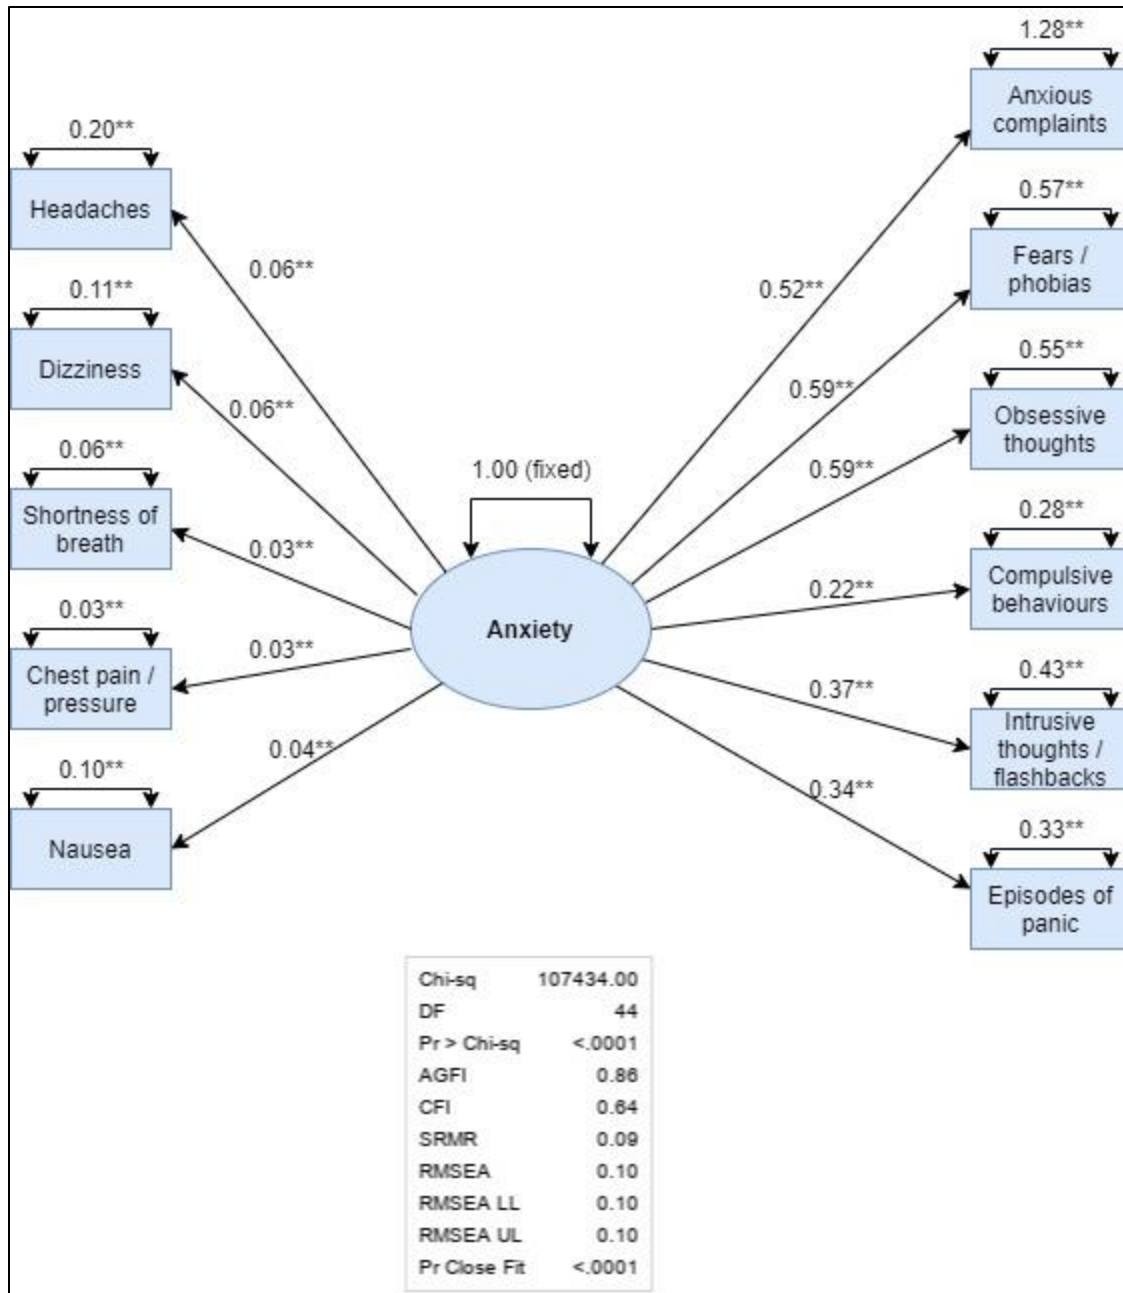 1.28**
Anxious
complaints
0.20**
Headaches
0.57**
Fears /
phobias
0.06**
0.52**
0.11**
Dizziness
0.55**
Obsessive
thoughts
0.06**
0.59**
0.06**
Shortness of
breath
1.00 (fixed)
0.59**
0.28**
Compulsive
behaviours
0.03**
0.22**
0.03**
Chest pain /
pressure
0.03**
Anxiety
0.37**
0.43**
Intrusive
thoughts /
flashbacks
0.04**
0.34**
0.10**
Nausea
0.33**
Episodes of
panic
Chi-sq 107434.00
DF 44
Pr > Chi-sq <.0001
AGFI 0.86
CFI 0.64
SRMR 0.09
RMSEA 0.10
RMSEA LL 0.10
RMSEA UL 0.10
Pr Close Fit <.0001